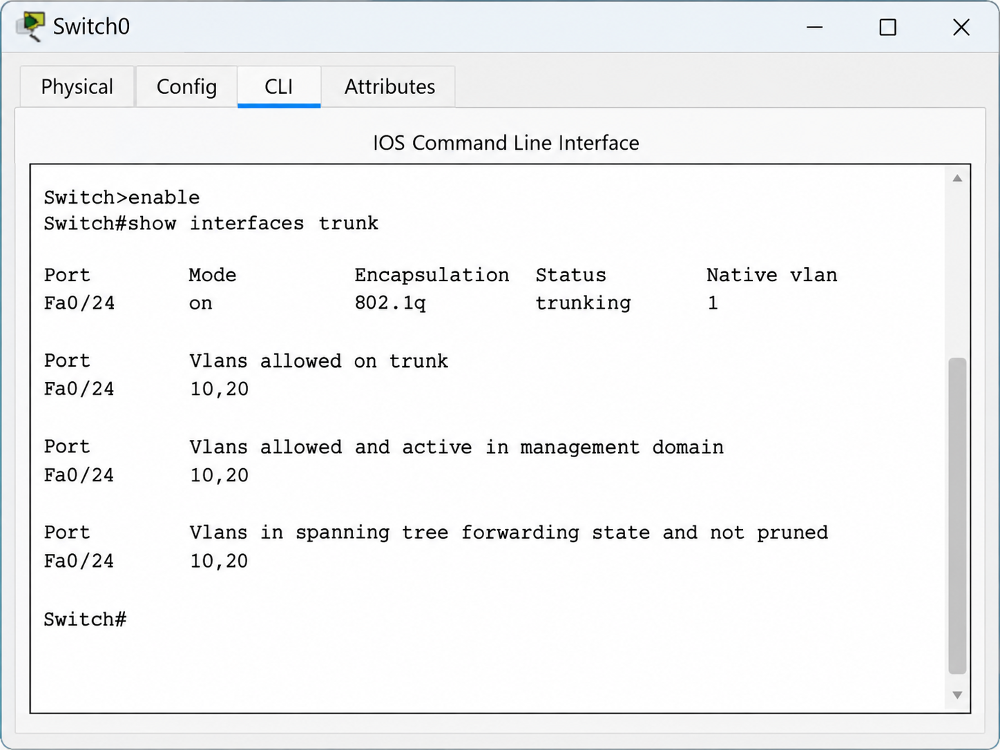 Switch0
Physical Config CLI Attributes
IOS Command Line Interface
Switch>enable
Switch#show interfaces trunk
Port Mode Encapsulation Status Native vlan
Fa0/24 on 802.1q trunking 1
Port Vlans allowed on trunk
Fa0/24 10,20
Port Vlans allowed and active in management domain
Fa0/24 10,20
Port Vlans in spanning tree forwarding state and not pruned
Fa0/24 10,20
Switch#